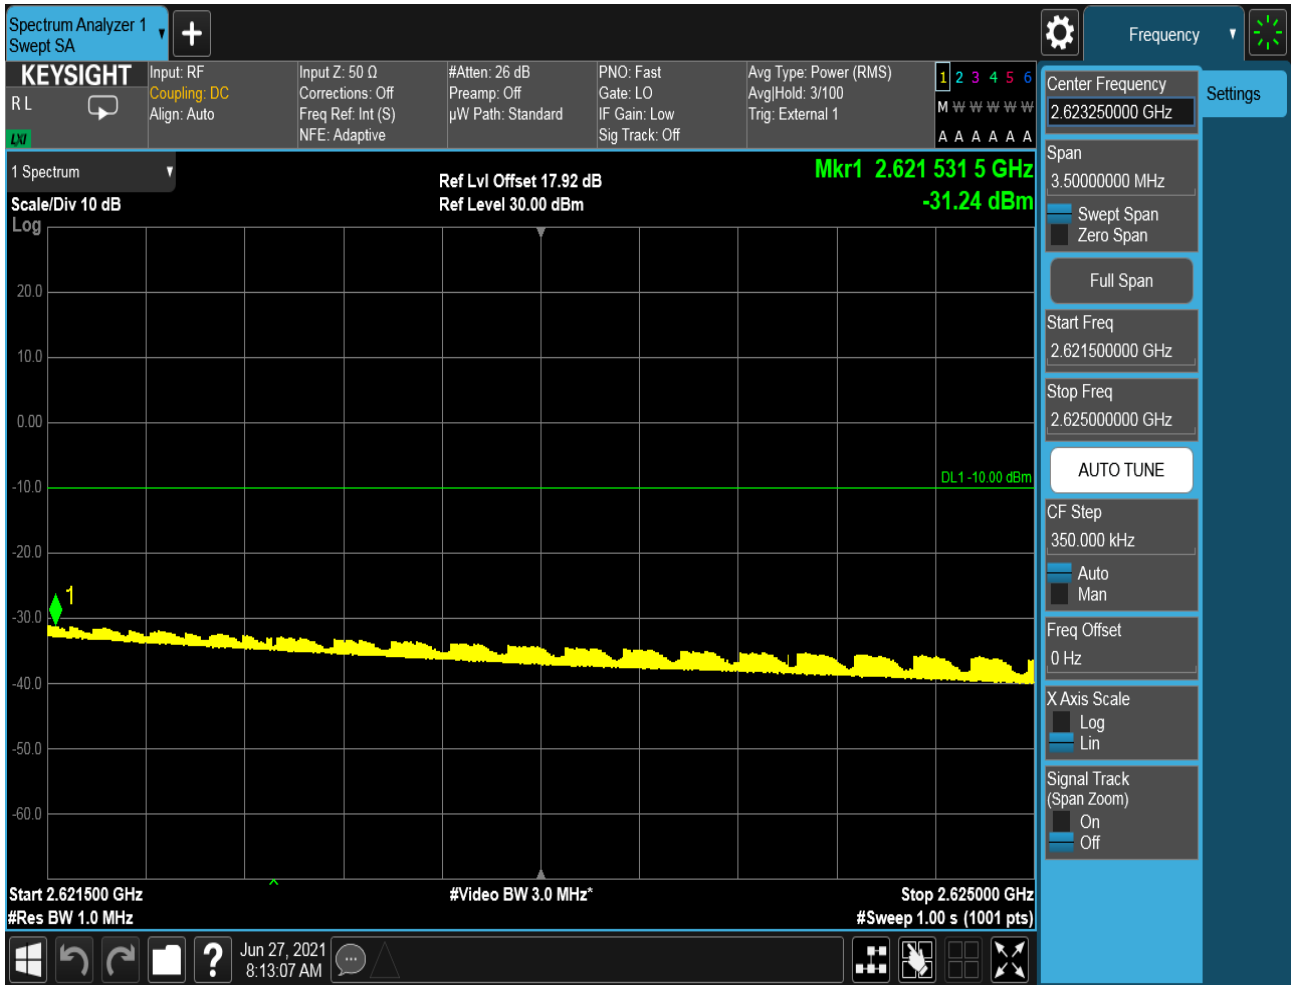 Spectrum Analyzer 1
Swept SA
Frequency
KEYSIGHT
R L
LXI
Input: RF
Coupling: DC
Align: Auto
Input Z: 50 Ω
Corrections: Off
Freq Ref: Int (S)
NFE: Adaptive
#Atten: 26 dB
Preamp: Off
µW Path: Standard
PNO: Fast
Gate: LO
IF Gain: Low
Sig Track: Off
Avg Type: Power (RMS)
Avg|Hold: 3/100
Trig: External 1
1 2 3 4 5 6
M W W W W W
A A A A A A
1 Spectrum
Scale/Div 10 dB
Log
Ref Lvl Offset 17.92 dB
Ref Level 30.00 dBm
Mkr1 2.621 531 5 GHz
-31.24 dBm
20.0
10.0
0.00
-10.0
-20.0
-30.0
-40.0
-50.0
-60.0
DL1 -10.00 dBm
1
Start 2.621500 GHz
#Res BW 1.0 MHz
#Video BW 3.0 MHz*
Stop 2.625000 GHz
#Sweep 1.00 s (1001 pts)
Center Frequency
2.623250000 GHz
Settings
Span
3.50000000 MHz
Swept Span
Zero Span
Full Span
Start Freq
2.621500000 GHz
Stop Freq
2.625000000 GHz
AUTO TUNE
CF Step
350.000 kHz
Auto
Man
Freq Offset
0 Hz
X Axis Scale
Log
Lin
Signal Track
(Span Zoom)
On
Off
?
Jun 27, 2021
8:13:07 AM